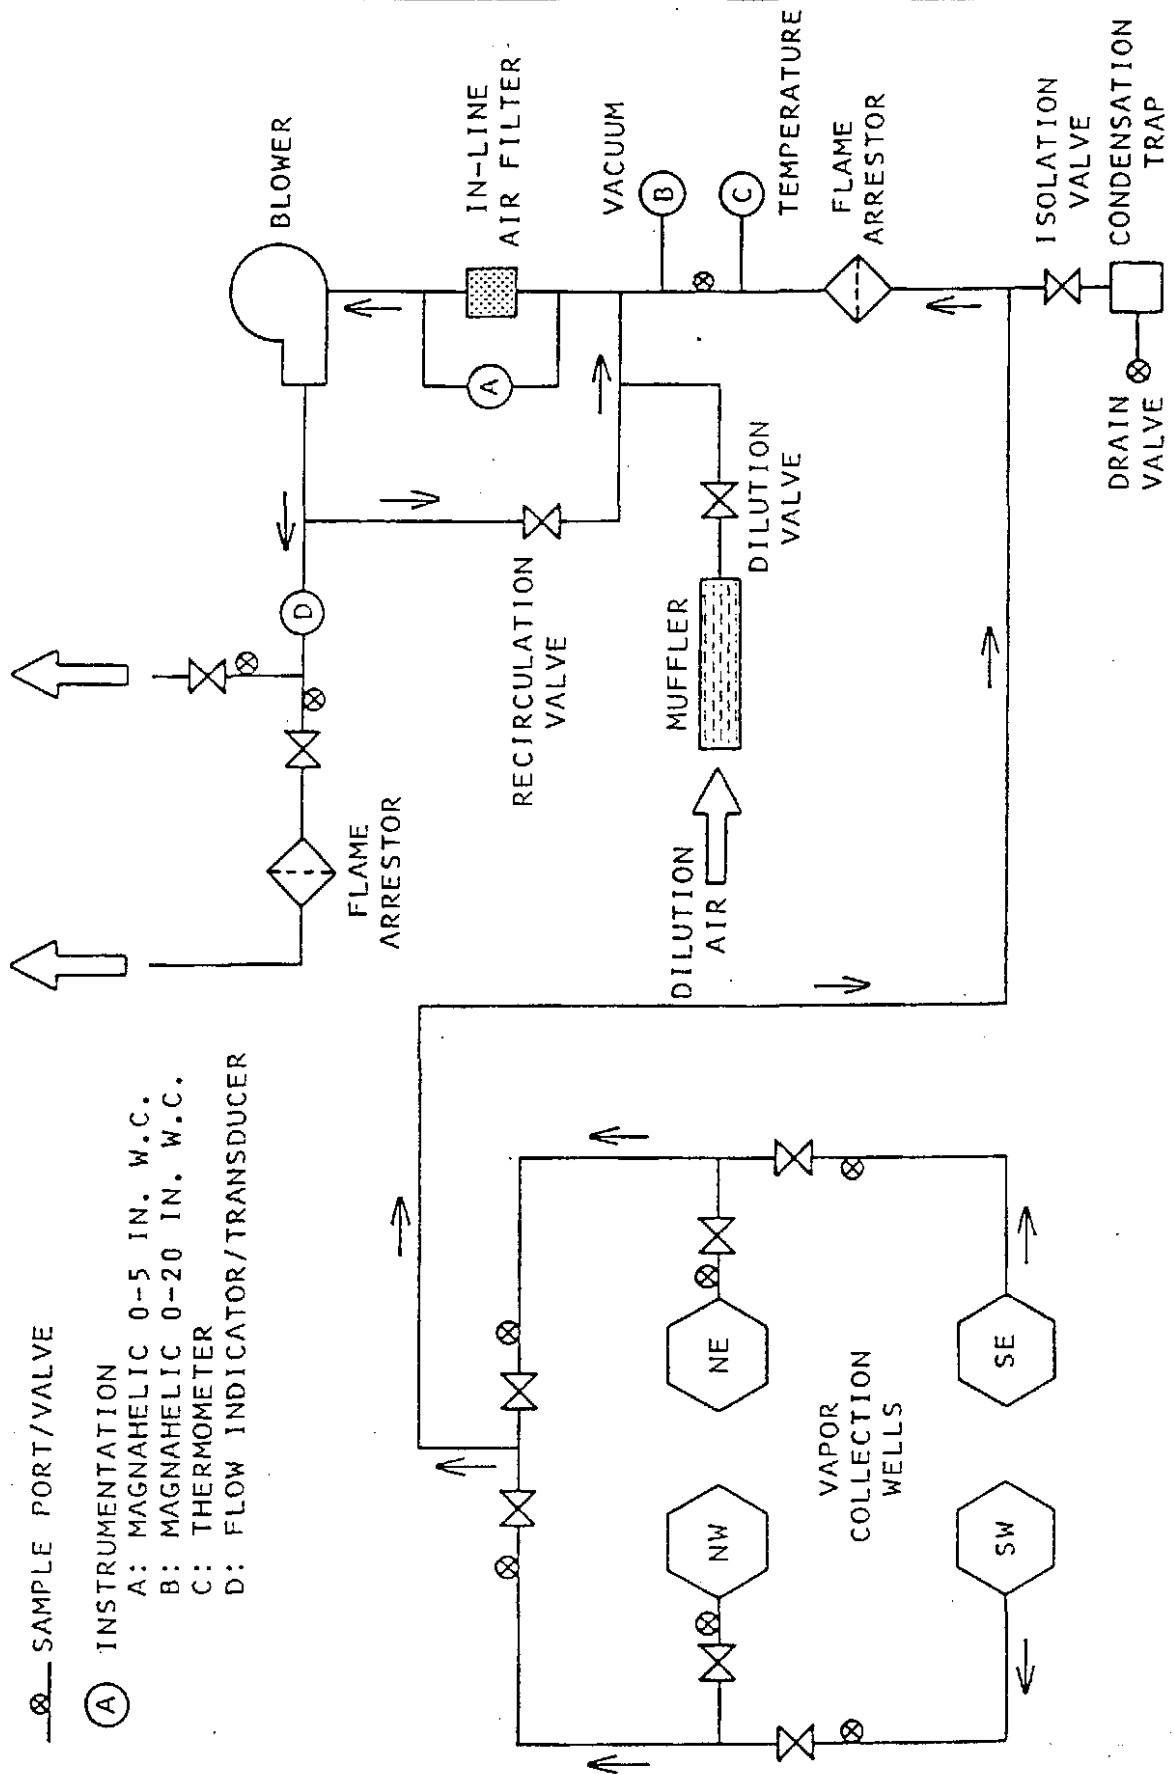 SAMPLE PORT/VALVE
A INSTRUMENTATION
A: MAGNAHELIC 0-5 IN. W.C.
B: MAGNAHELIC 0-20 IN. W.C.
C: THERMOMETER
D: FLOW INDICATOR/TRANSDUCER
FLAME
ARRESTOR
D
BLOWER
RECIRCULATION
VALVE
A
IN-LINE
AIR FILTER
DILUTION
AIR
MUFFLER
DILUTION
VALVE
VACUUM
B
C
TEMPERATURE
FLAME
ARRESTOR
NW
NE
VAPOR
COLLECTION
WELLS
SW
SE
ISOLATION
VALVE
DRAIN
VALVE
CONDENSATION
TRAP